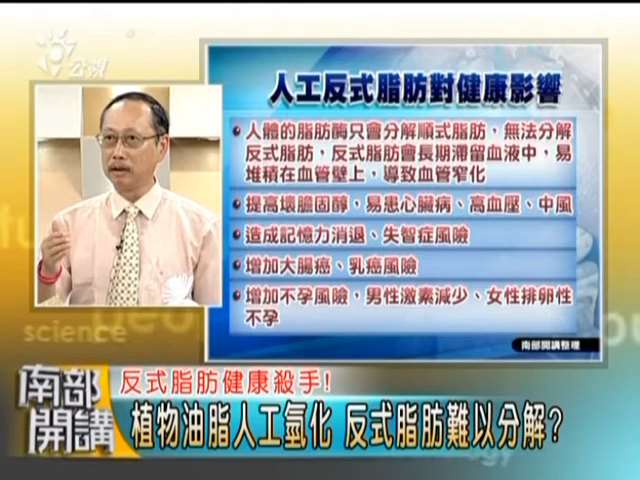 公視
人工反式脂肪對健康影響
•人體的脂肪酶只會分解順式脂肪，無法分解
反式脂肪，反式脂肪會長期滯留血液中，易
堆積在血管壁上，導致血管窄化
•提高壞膽固醇，易患心臟病、高血壓、中風
•造成記憶力消退、失智症風險
•增加大腸癌、乳癌風險
•增加不孕風險，男性激素減少、女性排卵性
不孕
南部開講整理
science
南部
開講
反式脂肪健康殺手!
植物油脂人工氫化 反式脂肪難以分解?